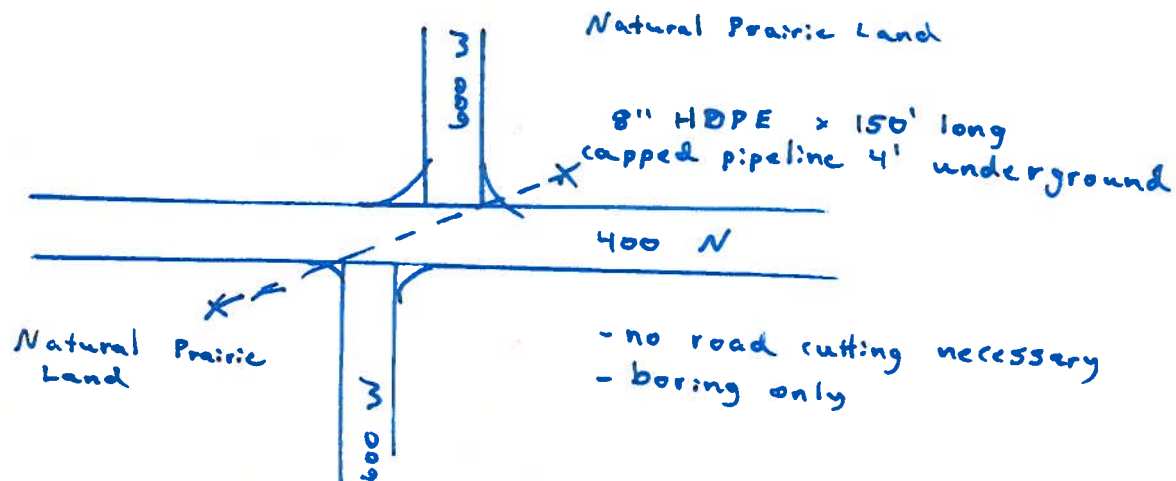 Natural Prairie Land
600 W
8" HDPE x 150' long
capped pipeline 4' underground
400 N
Natural Prairie
Land
- no road cutting necessary
- boring only
600 W